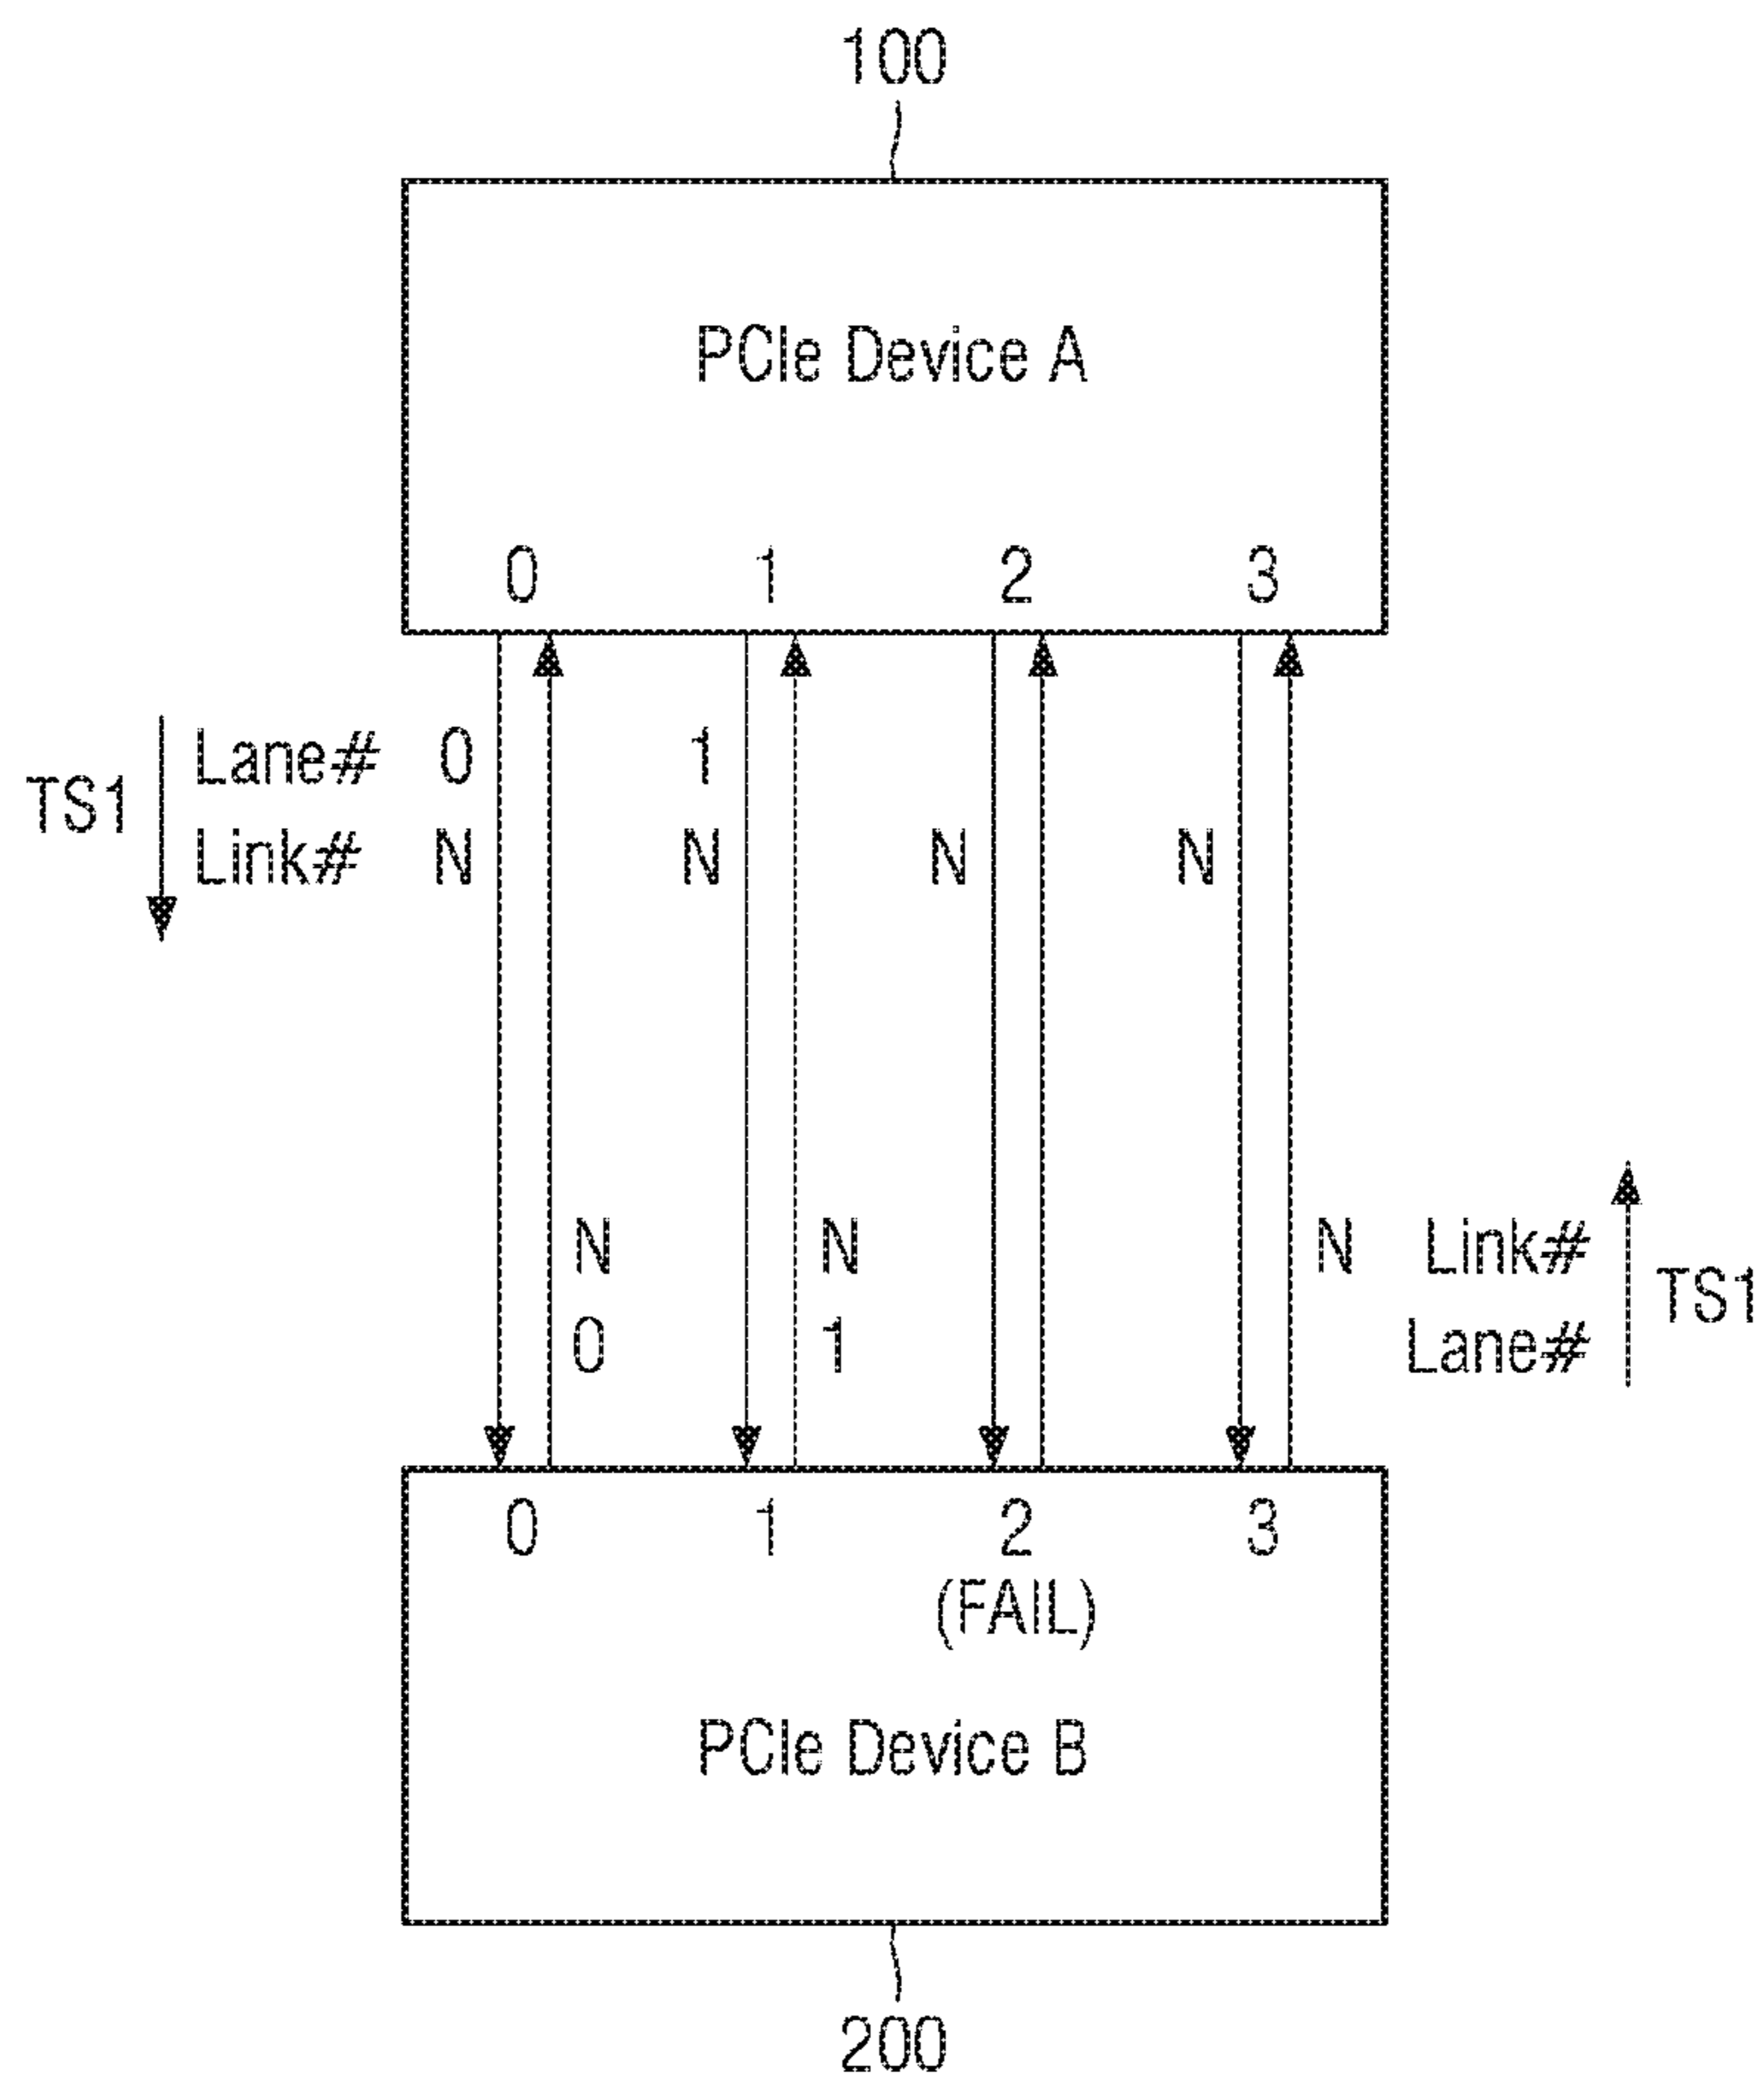 100
PCIe Device A
0 1 2 3
Lane# 0 1
TS1
Link# N N N N
N N N Link#
TS1
0 1 Lane#
0 1 2 3
(FAIL)
PCIe Device B
200